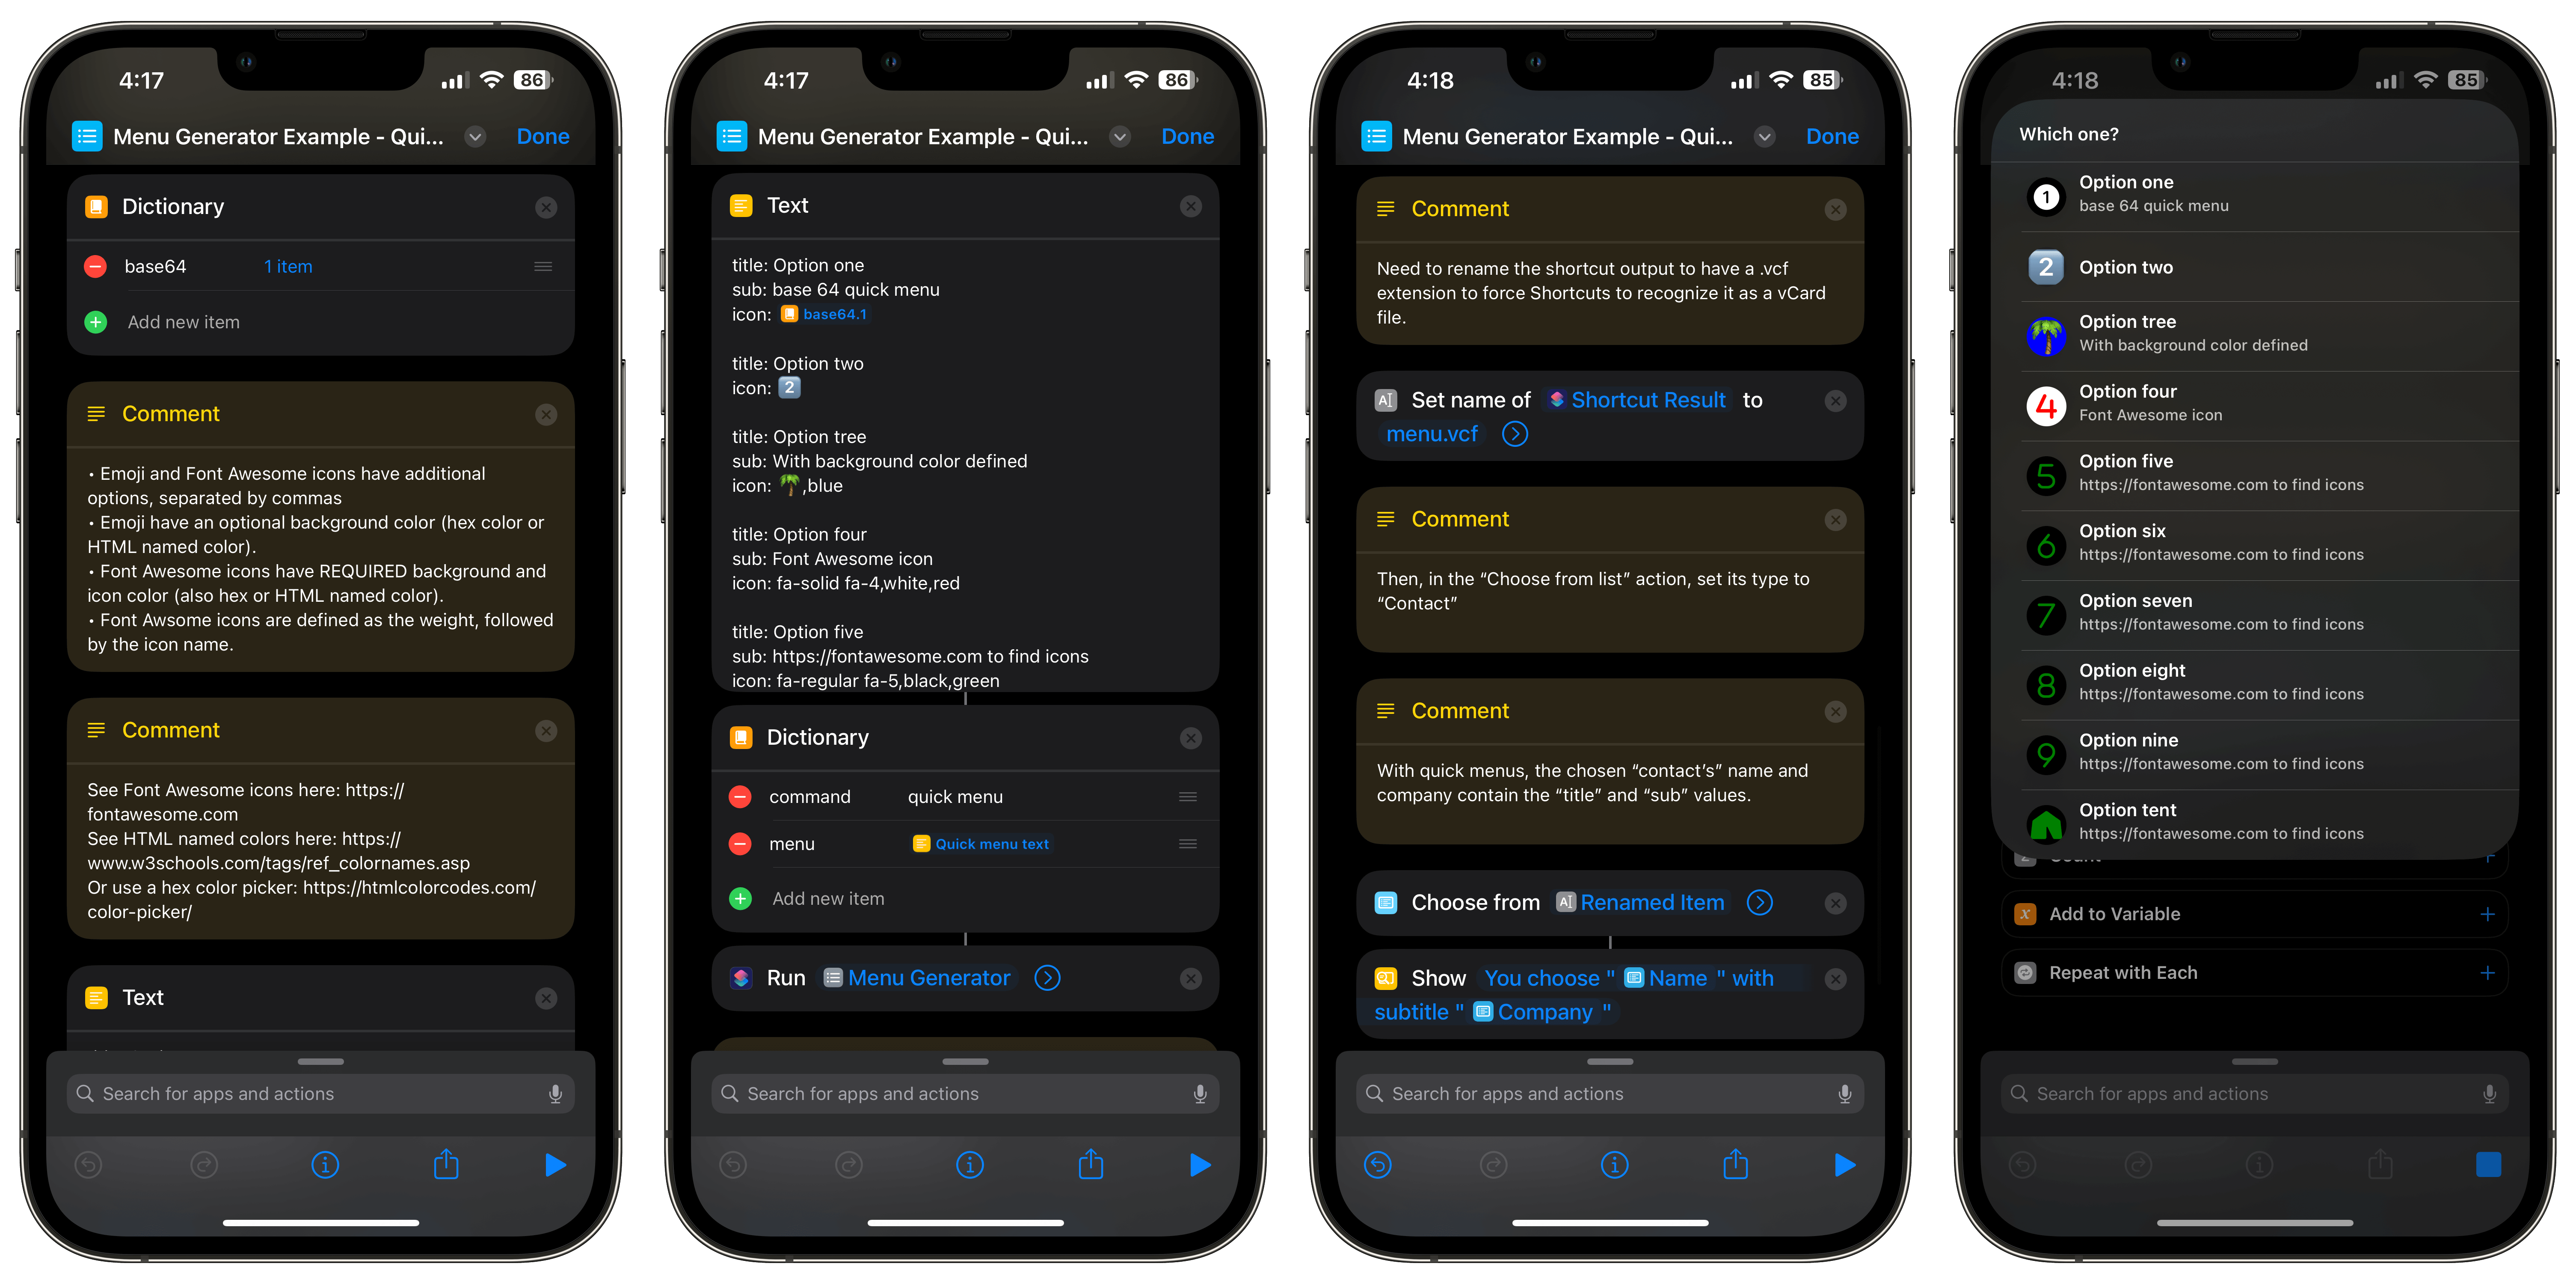 4:17
86
Menu Generator Example - Qui...
Done
Dictionary
base64 1 item
Add new item
Comment
• Emoji and Font Awesome icons have additional
options, separated by commas
• Emoji have an optional background color (hex color or
HTML named color).
• Font Awesome icons have REQUIRED background and
icon color (also hex or HTML named color).
• Font Awsome icons are defined as the weight, followed
by the icon name.
Comment
See Font Awesome icons here: https://
fontawesome.com
See HTML named colors here: https://
www.w3schools.com/tags/ref_colornames.asp
Or use a hex color picker: https://htmlcolorcodes.com/
color-picker/
Text
Search for apps and actions
4:17
86
Menu Generator Example - Qui...
Done
Text
title: Option one
sub: base 64 quick menu
icon: base64.1
title: Option two
icon: 2️⃣
title: Option tree
sub: With background color defined
icon: 🌴,blue
title: Option four
sub: Font Awesome icon
icon: fa-solid fa-4,white,red
title: Option five
sub: https://fontawesome.com to find icons
icon: fa-regular fa-5,black,green
Dictionary
command quick menu
menu Quick menu text
Add new item
Run Menu Generator
Search for apps and actions
4:18
85
Menu Generator Example - Qui...
Done
Comment
Need to rename the shortcut output to have a .vcf
extension to force Shortcuts to recognize it as a vCard
file.
Set name of Shortcut Result to
menu.vcf
Comment
Then, in the “Choose from list” action, set its type to
“Contact”
Comment
With quick menus, the chosen “contact’s” name and
company contain the “title” and “sub” values.
Choose from Renamed Item
Show You choose " Name " with
subtitle " Company "
Search for apps and actions
4:18
85
Which one?
1 Option one
base 64 quick menu
2 Option two
Option tree
With background color defined
4 Option four
Font Awesome icon
5 Option five
https://fontawesome.com to find icons
6 Option six
https://fontawesome.com to find icons
7 Option seven
https://fontawesome.com to find icons
8 Option eight
https://fontawesome.com to find icons
9 Option nine
https://fontawesome.com to find icons
Option tent
https://fontawesome.com to find icons
Count
Add to Variable
Repeat with Each
Search for apps and actions